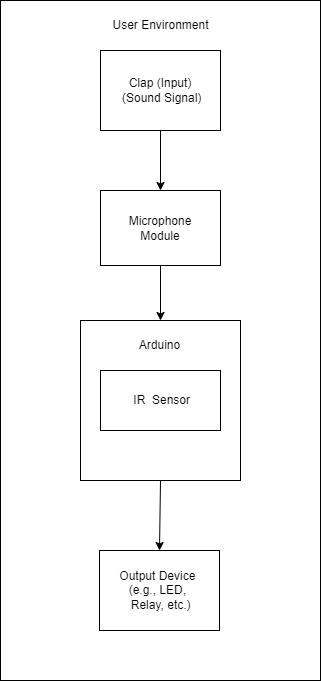 User Environment
Clap (Input)
(Sound Signal)
Microphone
Module
Arduino
IR Sensor
Output Device
(e.g., LED,
Relay, etc.)